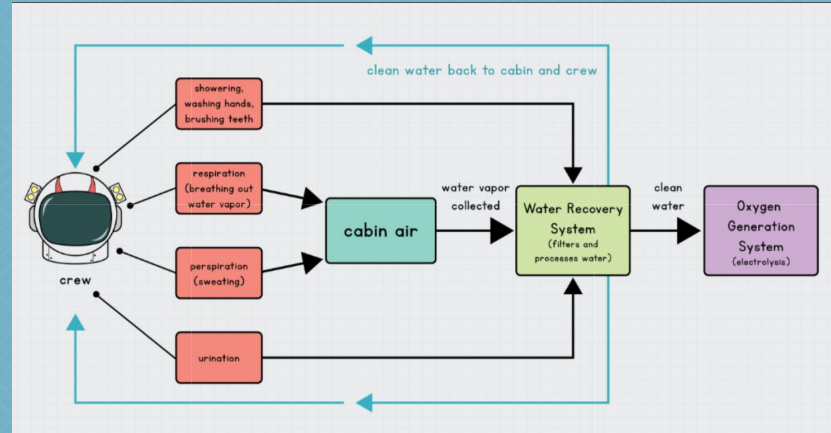 clean water back to cabin and crew
showering,
washing hands,
brushing teeth
respiration
(breathing out
water vapor)
perspiration
(sweating)
urination
crew
cabin air
water vapor
collected
Water Recovery
System
(filters and
processes water)
clean
water
Oxygen
Generation
System
(electrolysis)